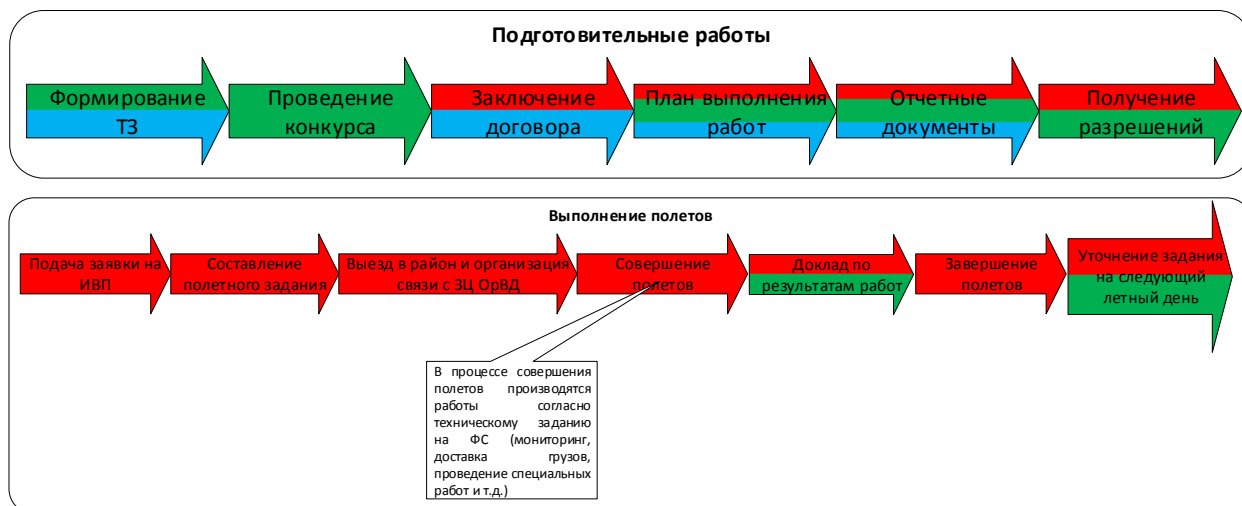 Подготовительные работы
Формирование
ТЗ
Проведение
конкурса
Заключение
договора
План выполнения
работ
Отчетные
документы
Получение
разрешений
Выполнение полетов
Подача заявки на
ИВП
Составление
полетного задания
Выезд в район и организация
связи с ЗЦ ОрВД
Совершение
полетов
Доклад по
результатам работ
Завершение
полетов
Уточнение задания
на следующий
летный день
В процессе совершения
полетов производятся
работы согласно
техническому заданию
на ФС (мониторинг,
доставка грузов,
проведение специальных
работ и т.д.)